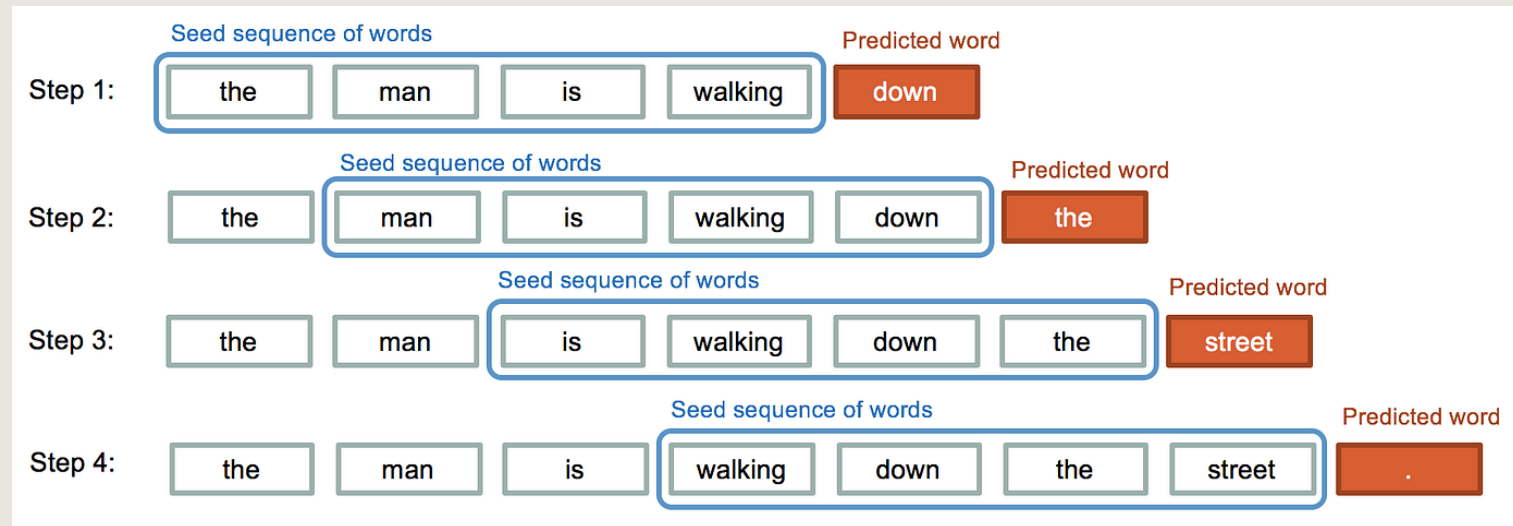 Seed sequence of words
Predicted word
Step 1: the man is walking down
Seed sequence of words
Predicted word
Step 2: the man is walking down the
Seed sequence of words
Predicted word
Step 3: the man is walking down the street
Seed sequence of words
Predicted word
Step 4: the man is walking down the street .